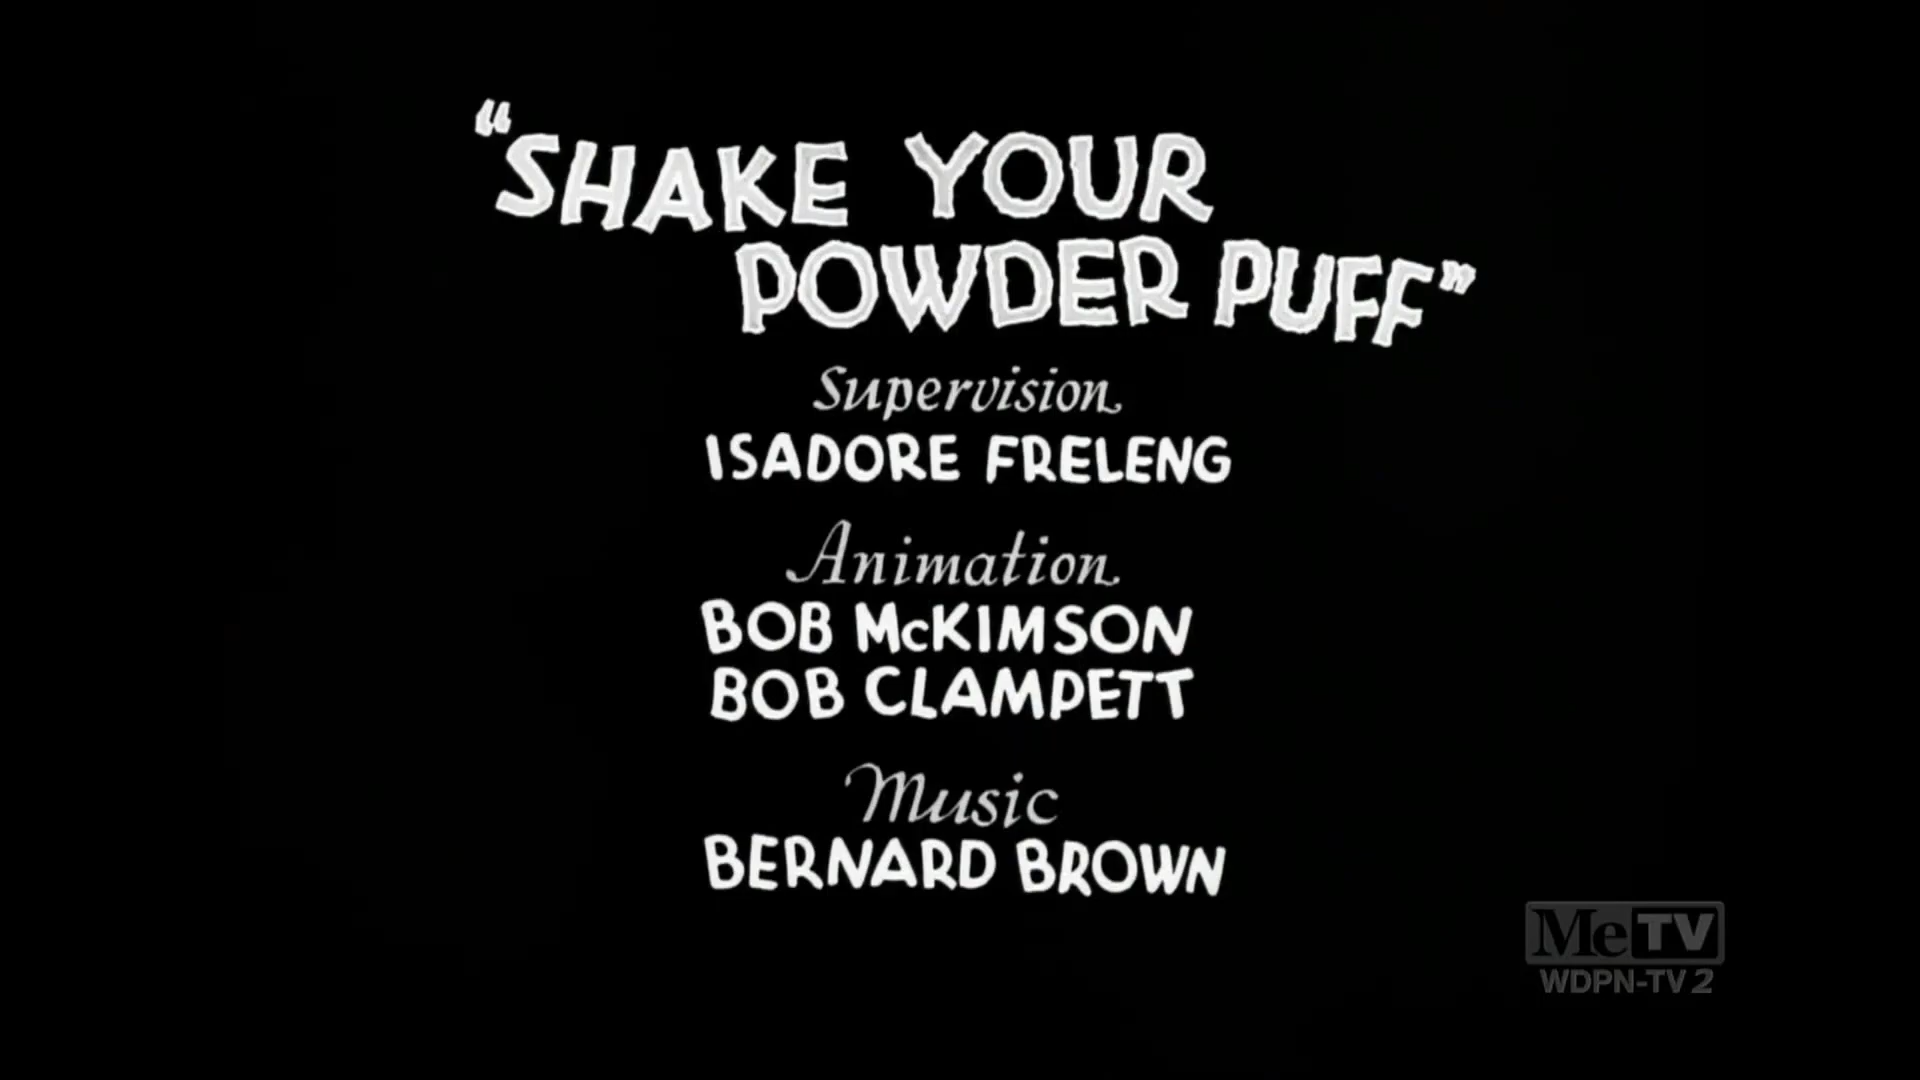 "SHAKE YOUR
POWDER PUFF"
Supervision
ISADORE FRELENG
Animation
BOB McKIMSON
BOB CLAMPETT
Music
BERNARD BROWN
MeTV
WDPN-TV 2